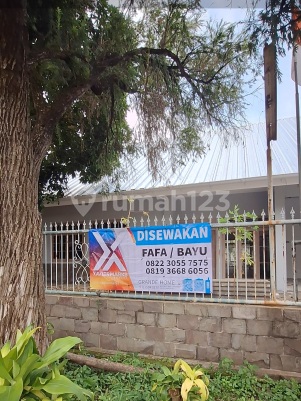 rumah123
DISEWAKAN
FAFA / BAYU
0822 3055 7575
0819 3668 6056
X